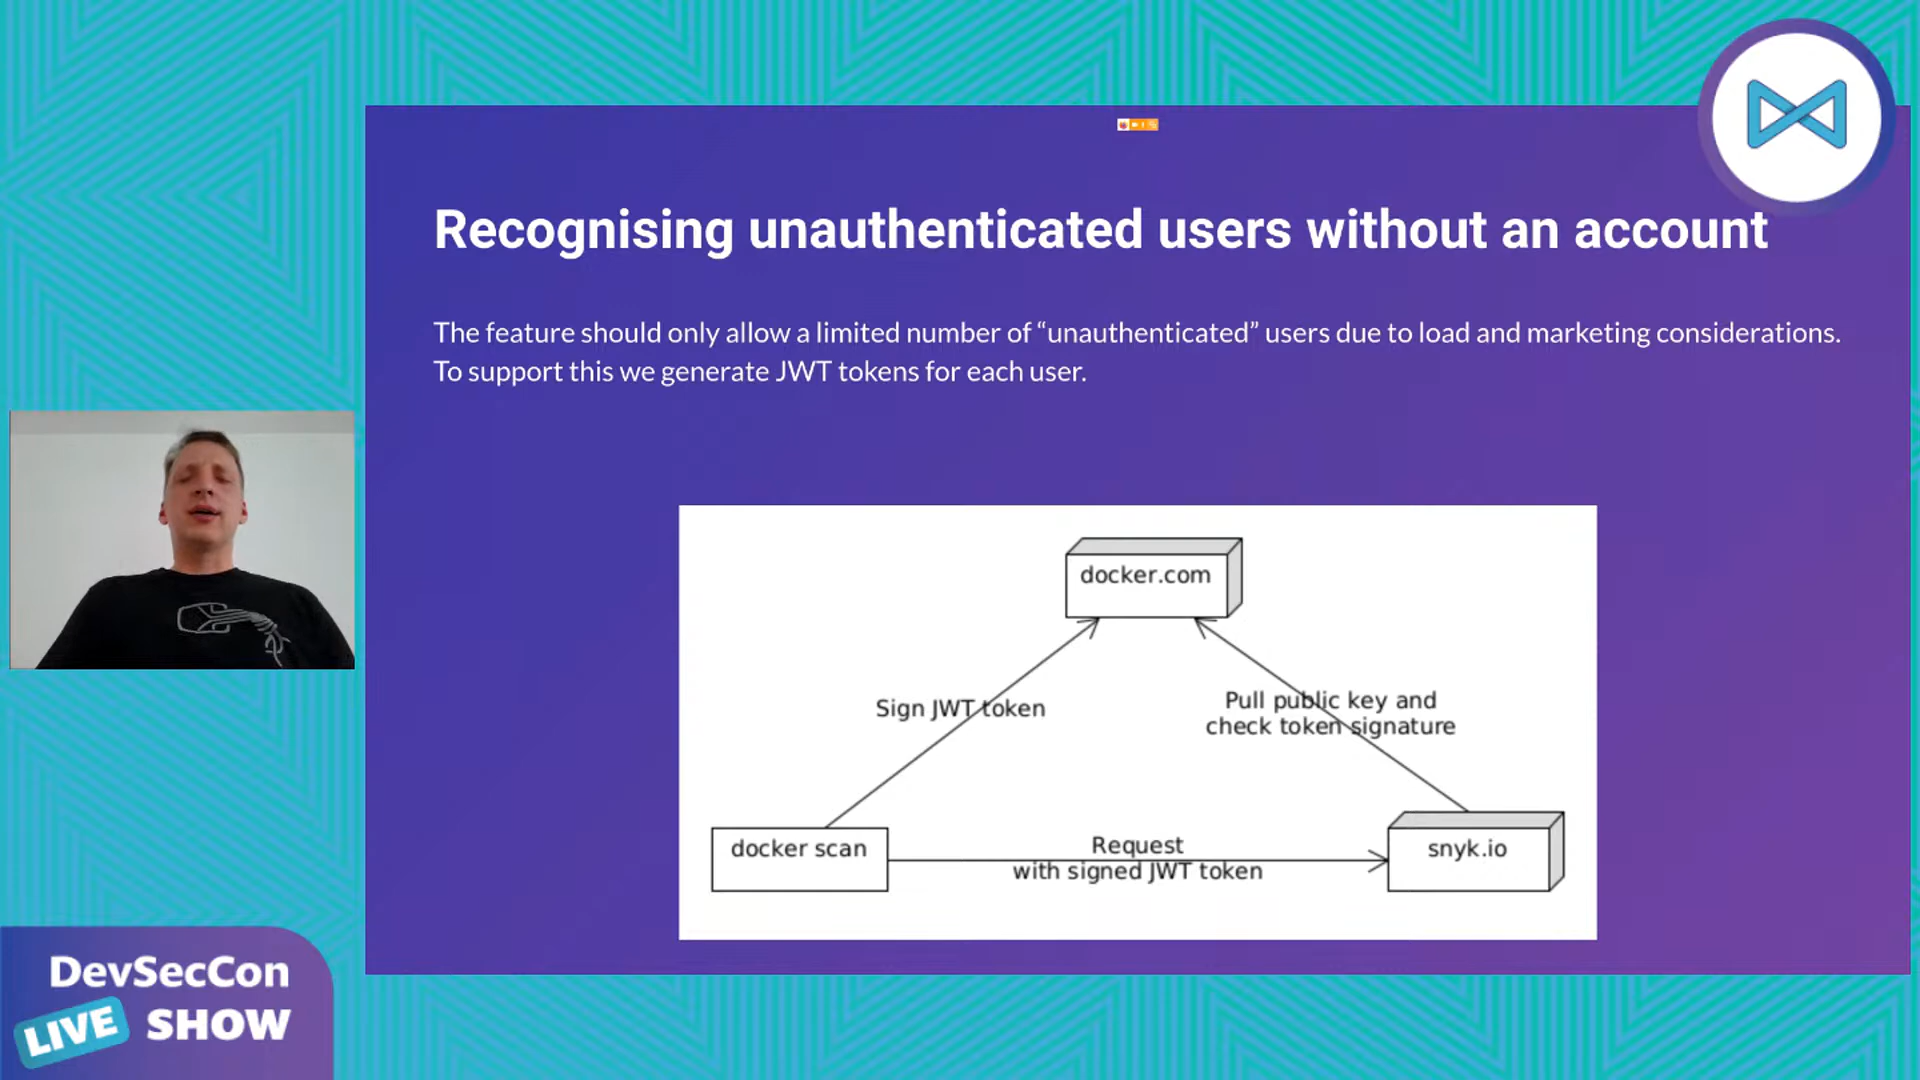 Recognising unauthenticated users without an account
The feature should only allow a limited number of “unauthenticated” users due to load and marketing considerations.
To support this we generate JWT tokens for each user.
docker.com
Sign JWT token
Pull public key and
check token signature
docker scan
Request
with signed JWT token
snyk.io
DevSecCon
LIVE SHOW